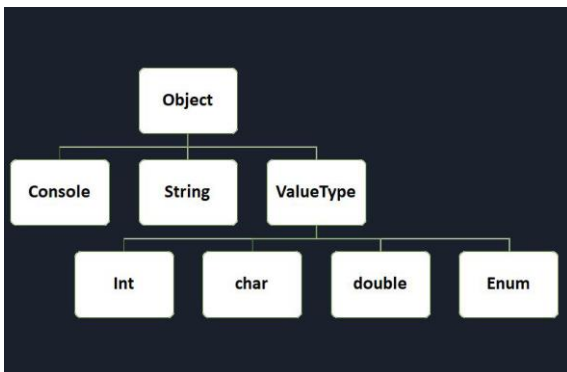 Object
Console String ValueType
Int char double Enum